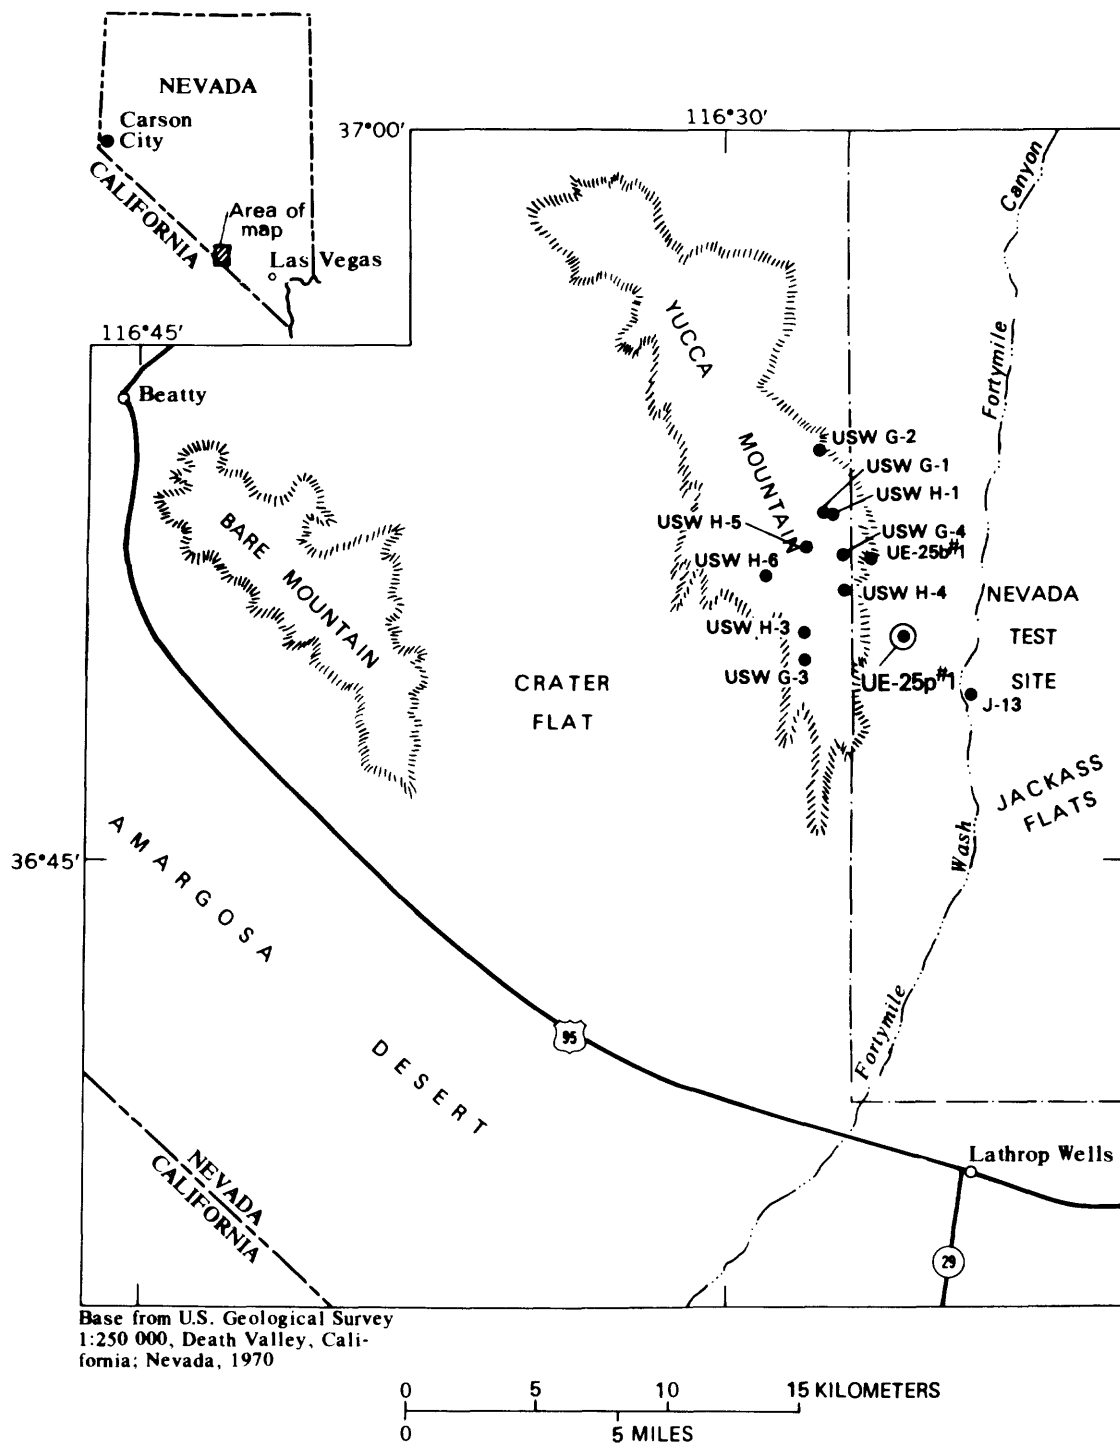 NEVADA
Carson
City
CALIFORNIA
Area of
map
Las Vegas
37°00'
116°30'
116°45'
Canyon
Fortymile
YUCCA
MOUNTAIN
Beatty
BARE MOUNTAIN
USW G-2
USW G-1
USW H-1
USW H-5
USW G-4
UE-25b#1
USW H-6
USW H-4
NEVADA
TEST
SITE
USW H-3
USW G-3
UE-25p#1
J-13
CRATER
FLAT
JACKASS
FLATS
Wash
36°45'
AMARGOSA
DESERT
95
Fortymile
Lathrop Wells
29
NEVADA
CALIFORNIA
Base from U.S. Geological Survey
1:250 000, Death Valley, Cali-
fornia; Nevada, 1970
0 5 10 15 KILOMETERS
0 5 MILES